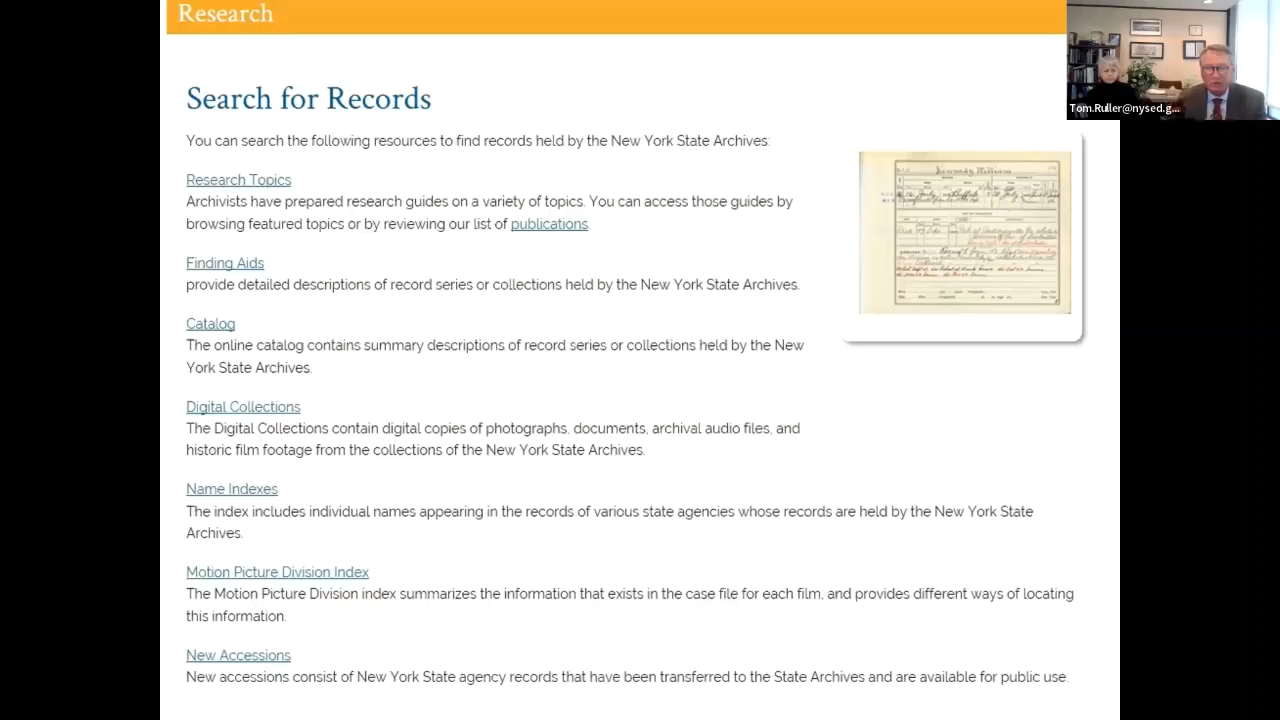 Research
Tom.Ruller@nysed.g...
Search for Records
You can search the following resources to find records held by the New York State Archives:
Research Topics
Archivists have prepared research guides on a variety of topics. You can access those guides by
browsing featured topics or by reviewing our list of publications.
Finding Aids
provide detailed descriptions of record series or collections held by the New York State Archives.
Catalog
The online catalog contains summary descriptions of record series or collections held by the New
York State Archives.
Digital Collections
The Digital Collections contain digital copies of photographs, documents, archival audio files, and
historic film footage from the collections of the New York State Archives.
Name Indexes
The index includes individual names appearing in the records of various state agencies whose records are held by the New York State
Archives.
Motion Picture Division Index
The Motion Picture Division index summarizes the information that exists in the case file for each film, and provides different ways of locating
this information.
New Accessions
New accessions consist of New York State agency records that have been transferred to the State Archives and are available for public use.
Kennedy William